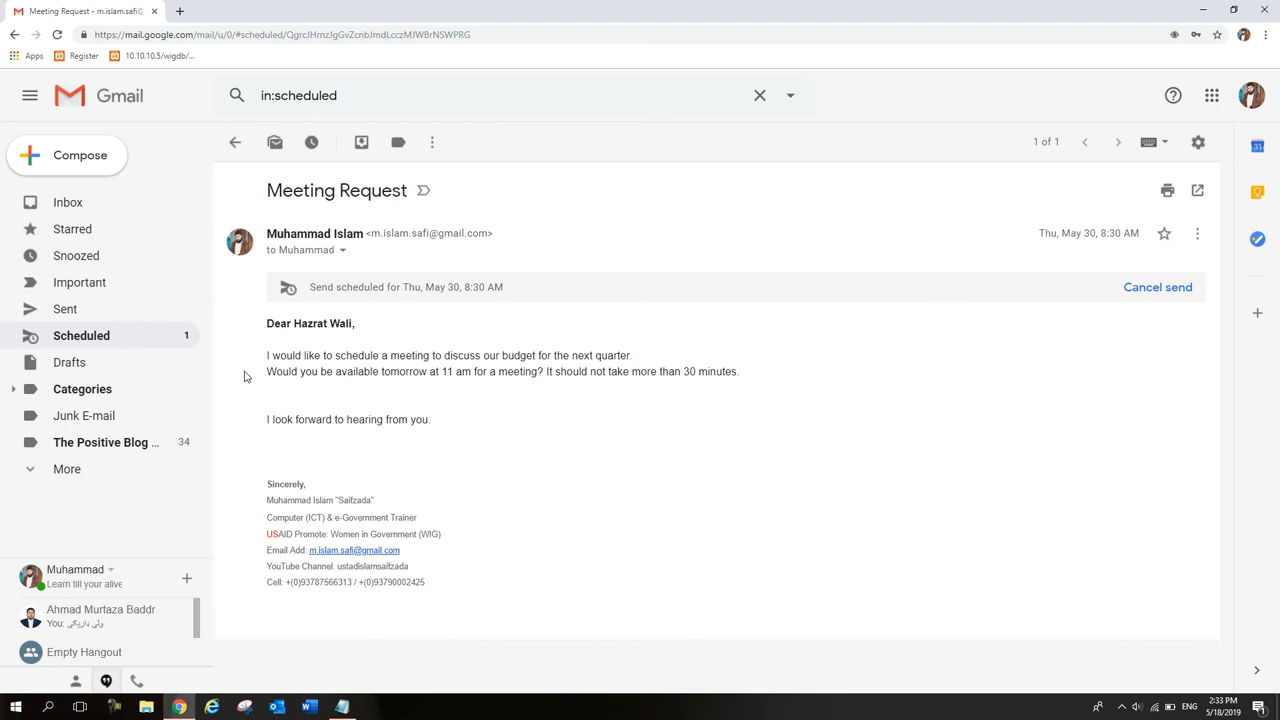 Meeting Request - m.islam.safi@g
https://mail.google.com/mail/u/0/#scheduled/QgrcJHrnzJgGvZcnbJmdLcczMJWBrNSWPRG
Apps Register 10.10.10.5/wigdb/...
Gmail
in:scheduled
Compose
1 of 1
Inbox
Starred
Snoozed
Important
Sent
Scheduled 1
Drafts
Categories
Junk E-mail
The Positive Blog ... 34
More
Meeting Request
Muhammad Islam <m.islam.safi@gmail.com>
Thu, May 30, 8:30 AM
to Muhammad
Send scheduled for Thu, May 30, 8:30 AM
Cancel send
Dear Hazrat Wali,
I would like to schedule a meeting to discuss our budget for the next quarter.
Would you be available tomorrow at 11 am for a meeting? It should not take more than 30 minutes.
I look forward to hearing from you.
Sincerely,
Muhammad Islam "Saifzada"
Computer (ICT) & e-Government Trainer
USAID Promote: Women in Government (WIG)
Email Add: m.islam.safi@gmail.com
YouTube Channel: ustadislamsaifzada
Cell: +(0)93787566313 / +(0)93790002425
Muhammad
Learn till your alive
Ahmad Murtaza Baddr
You: ولی ډاریګي
Empty Hangout
31
ENG
2:33 PM
5/18/2019
1